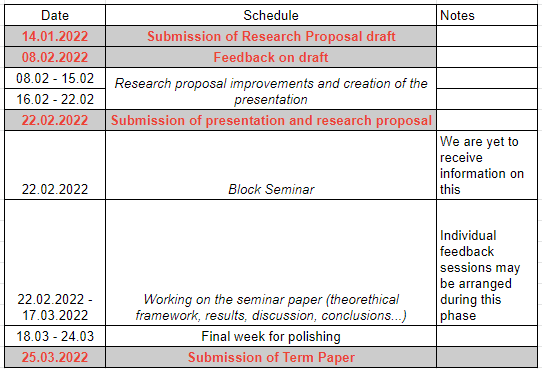 Date Schedule Notes
14.01.2022 Submission of Research Proposal draft
08.02.2022 Feedback on draft
08.02 - 15.02
16.02 - 22.02
Research proposal improvements and creation of the
presentation
22.02.2022 Submission of presentation and research proposal
22.02.2022 Block Seminar
We are yet to
receive
information on
this
22.02.2022 -
17.03.2022
Working on the seminar paper (theorethical
framework, results, discussion, conclusions...)
Individual
feedback
sessions may
be arranged
during this
phase
18.03 - 24.03 Final week for polishing
25.03.2022 Submission of Term Paper